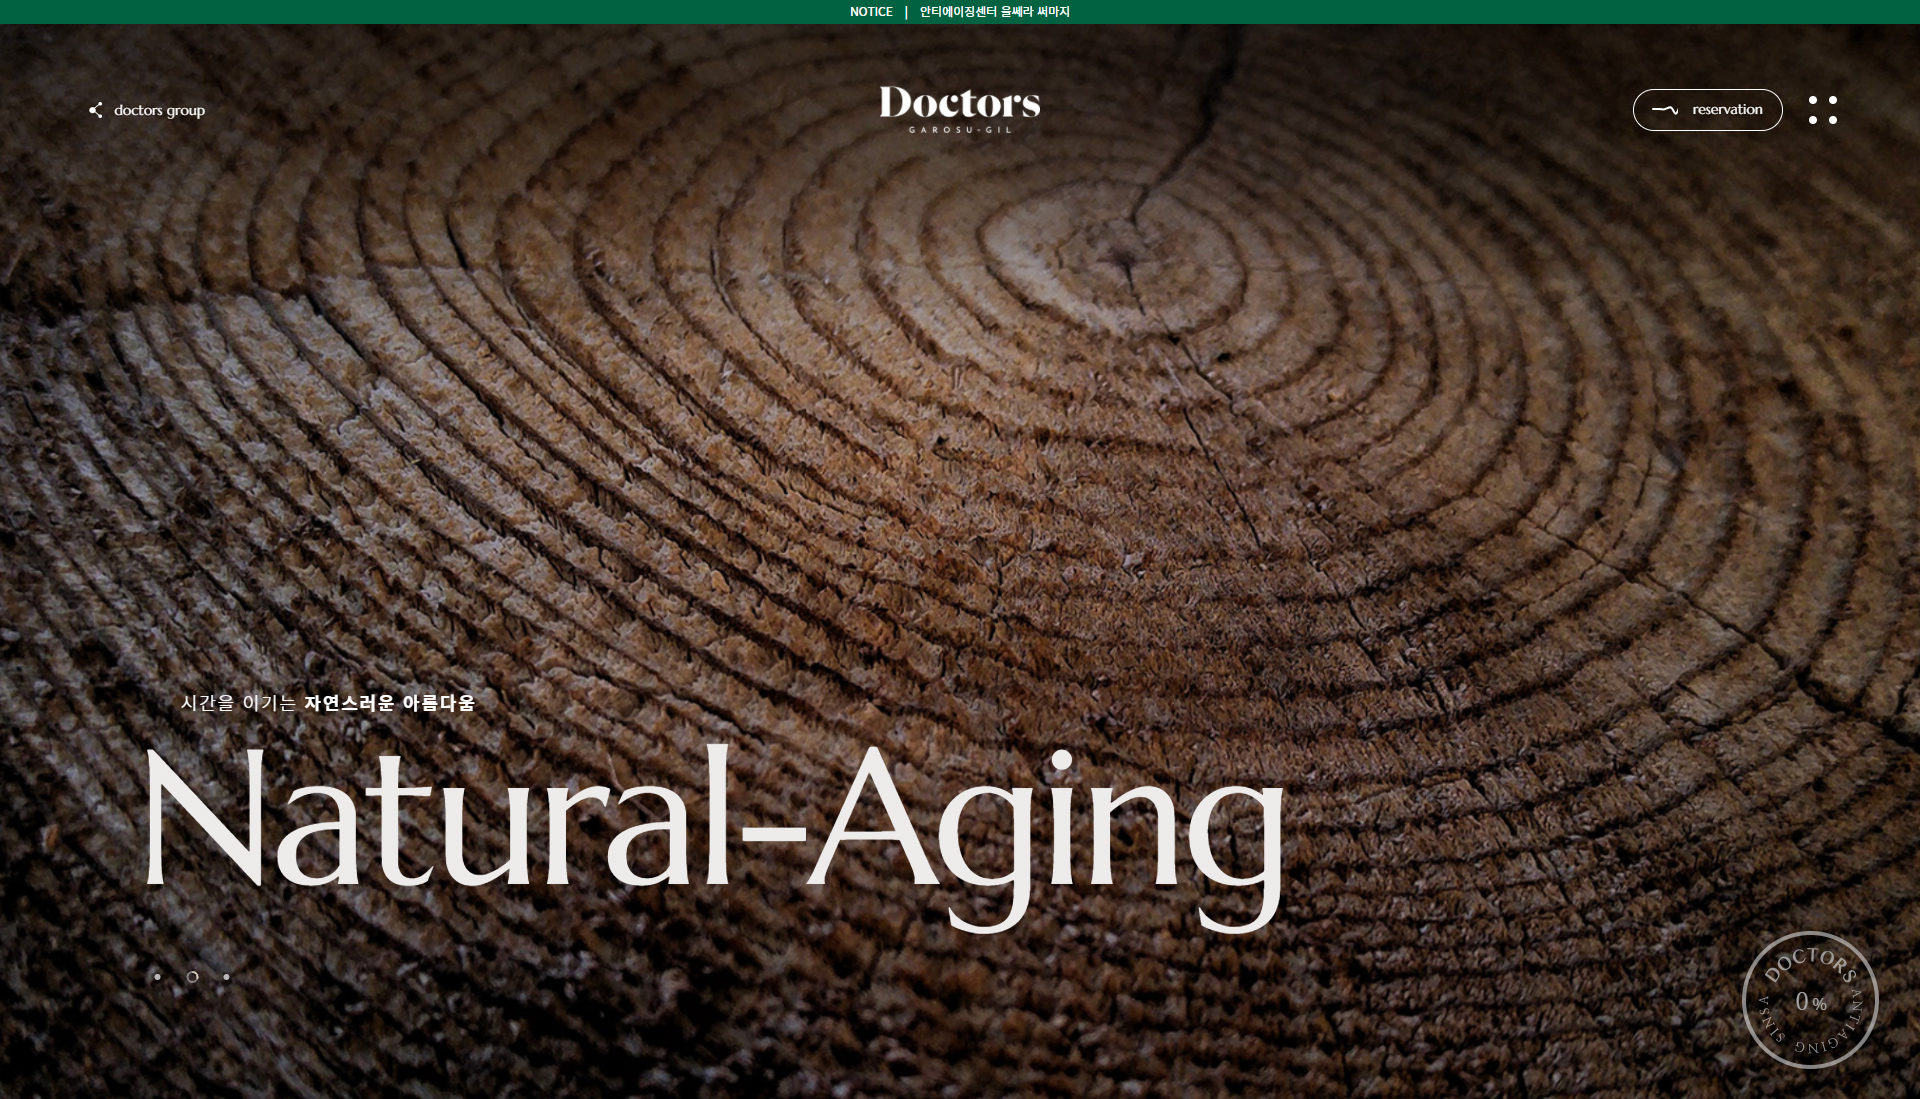 NOTICE | 안티에이징센터 울쎄라 써마지
doctors group
Doctors
GAROSU-GIL
reservation
시간을 이기는 자연스러운 아름다움
Natural-Aging
DOCTORS
ANTIAGING
SINSA
0%